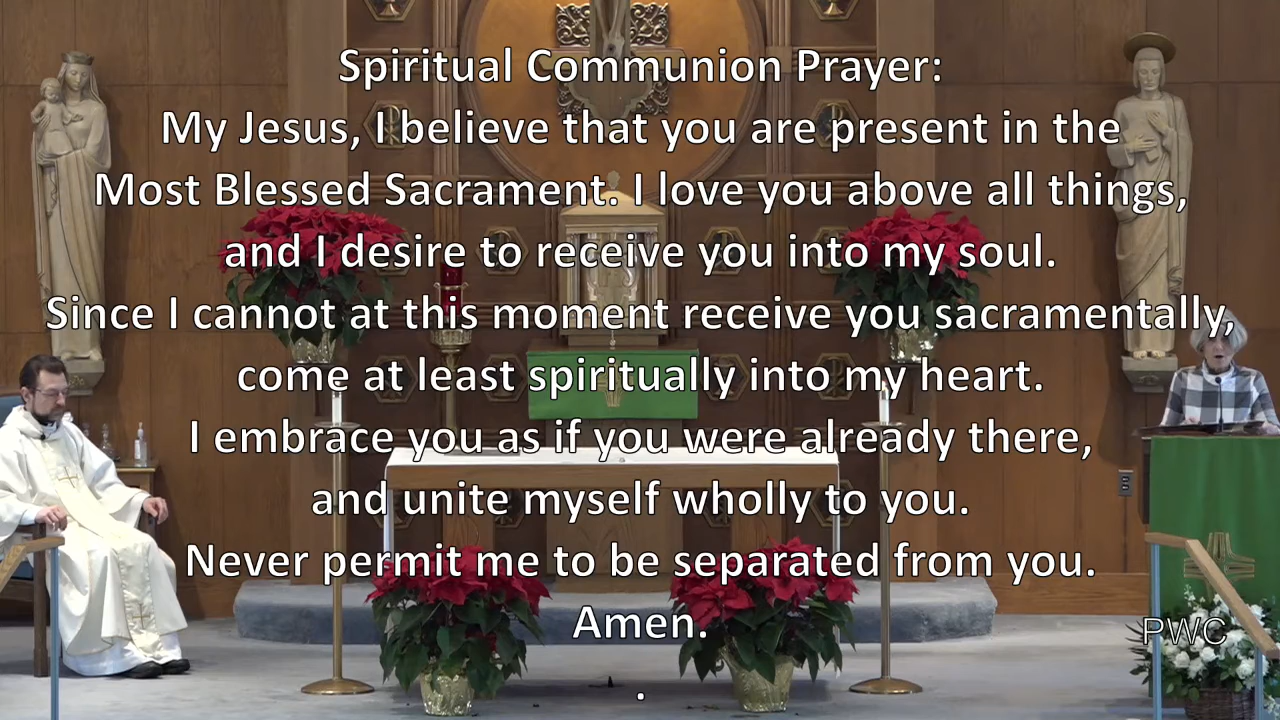 Spiritual Communion Prayer:
My Jesus, I believe that you are present in the
Most Blessed Sacrament. I love you above all things,
and I desire to receive you into my soul.
Since I cannot at this moment receive you sacramentally,
come at least spiritually into my heart.
I embrace you as if you were already there,
and unite myself wholly to you.
Never permit me to be separated from you.
Amen.
.
PWC